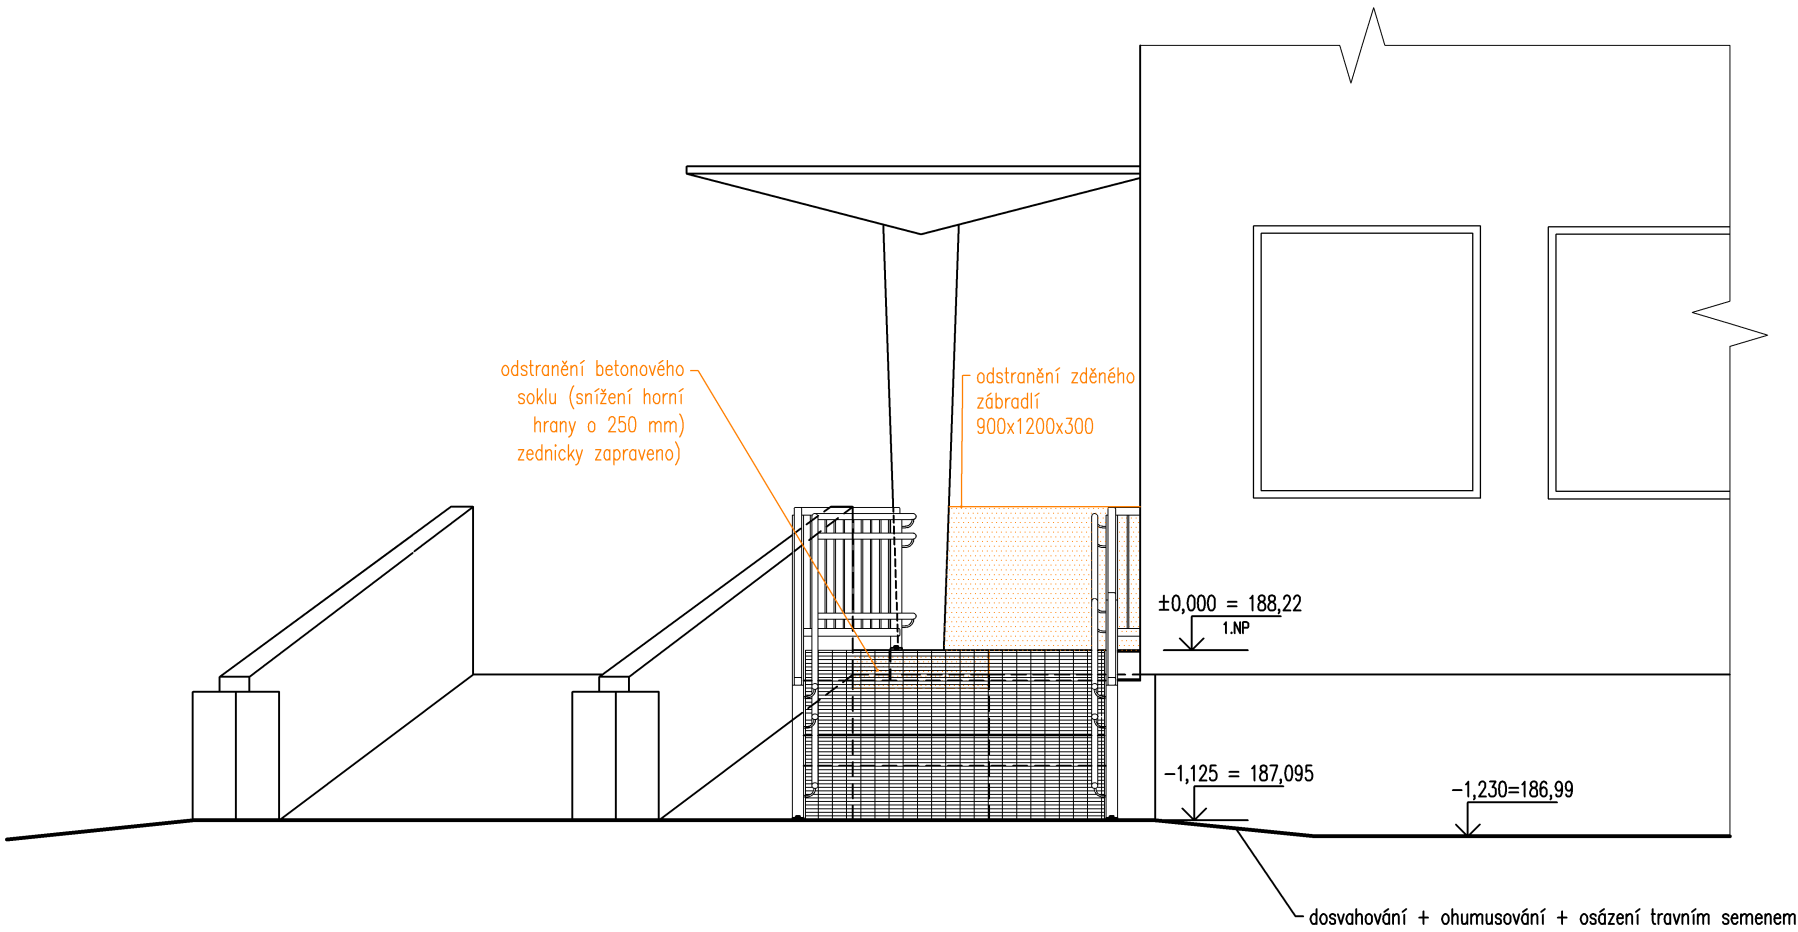 odstranění betonového
soklu (snížení horní
hrany o 250 mm)
zednicky zapraveno)
odstranění zděného
zábradlí
900x1200x300
±0,000 = 188,22
1.NP
−1,125 = 187,095
−1,230=186,99
dosvahování + ohumusování + osázení travním semenem